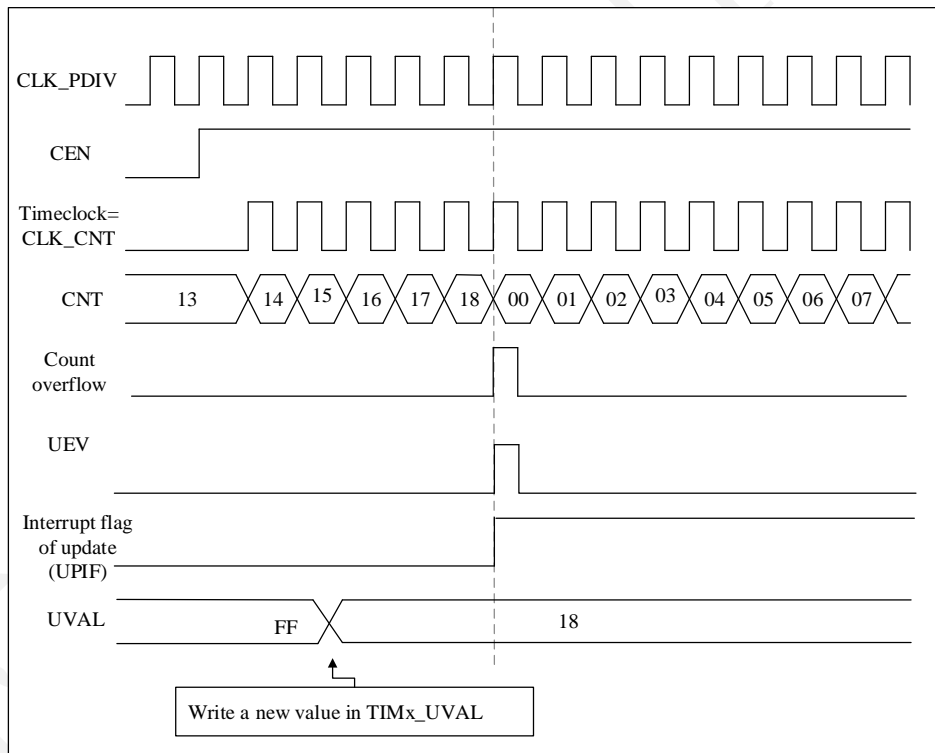 CLK_PDIV
CEN
Timeclock=
CLK_CNT
CNT
13 14 15 16 17 18 00 01 02 03 04 05 06 07
Count
overflow
UEV
Interrupt flag
of update
(UPIF)
UVAL
FF 18
Write a new value in TIMx_UVAL